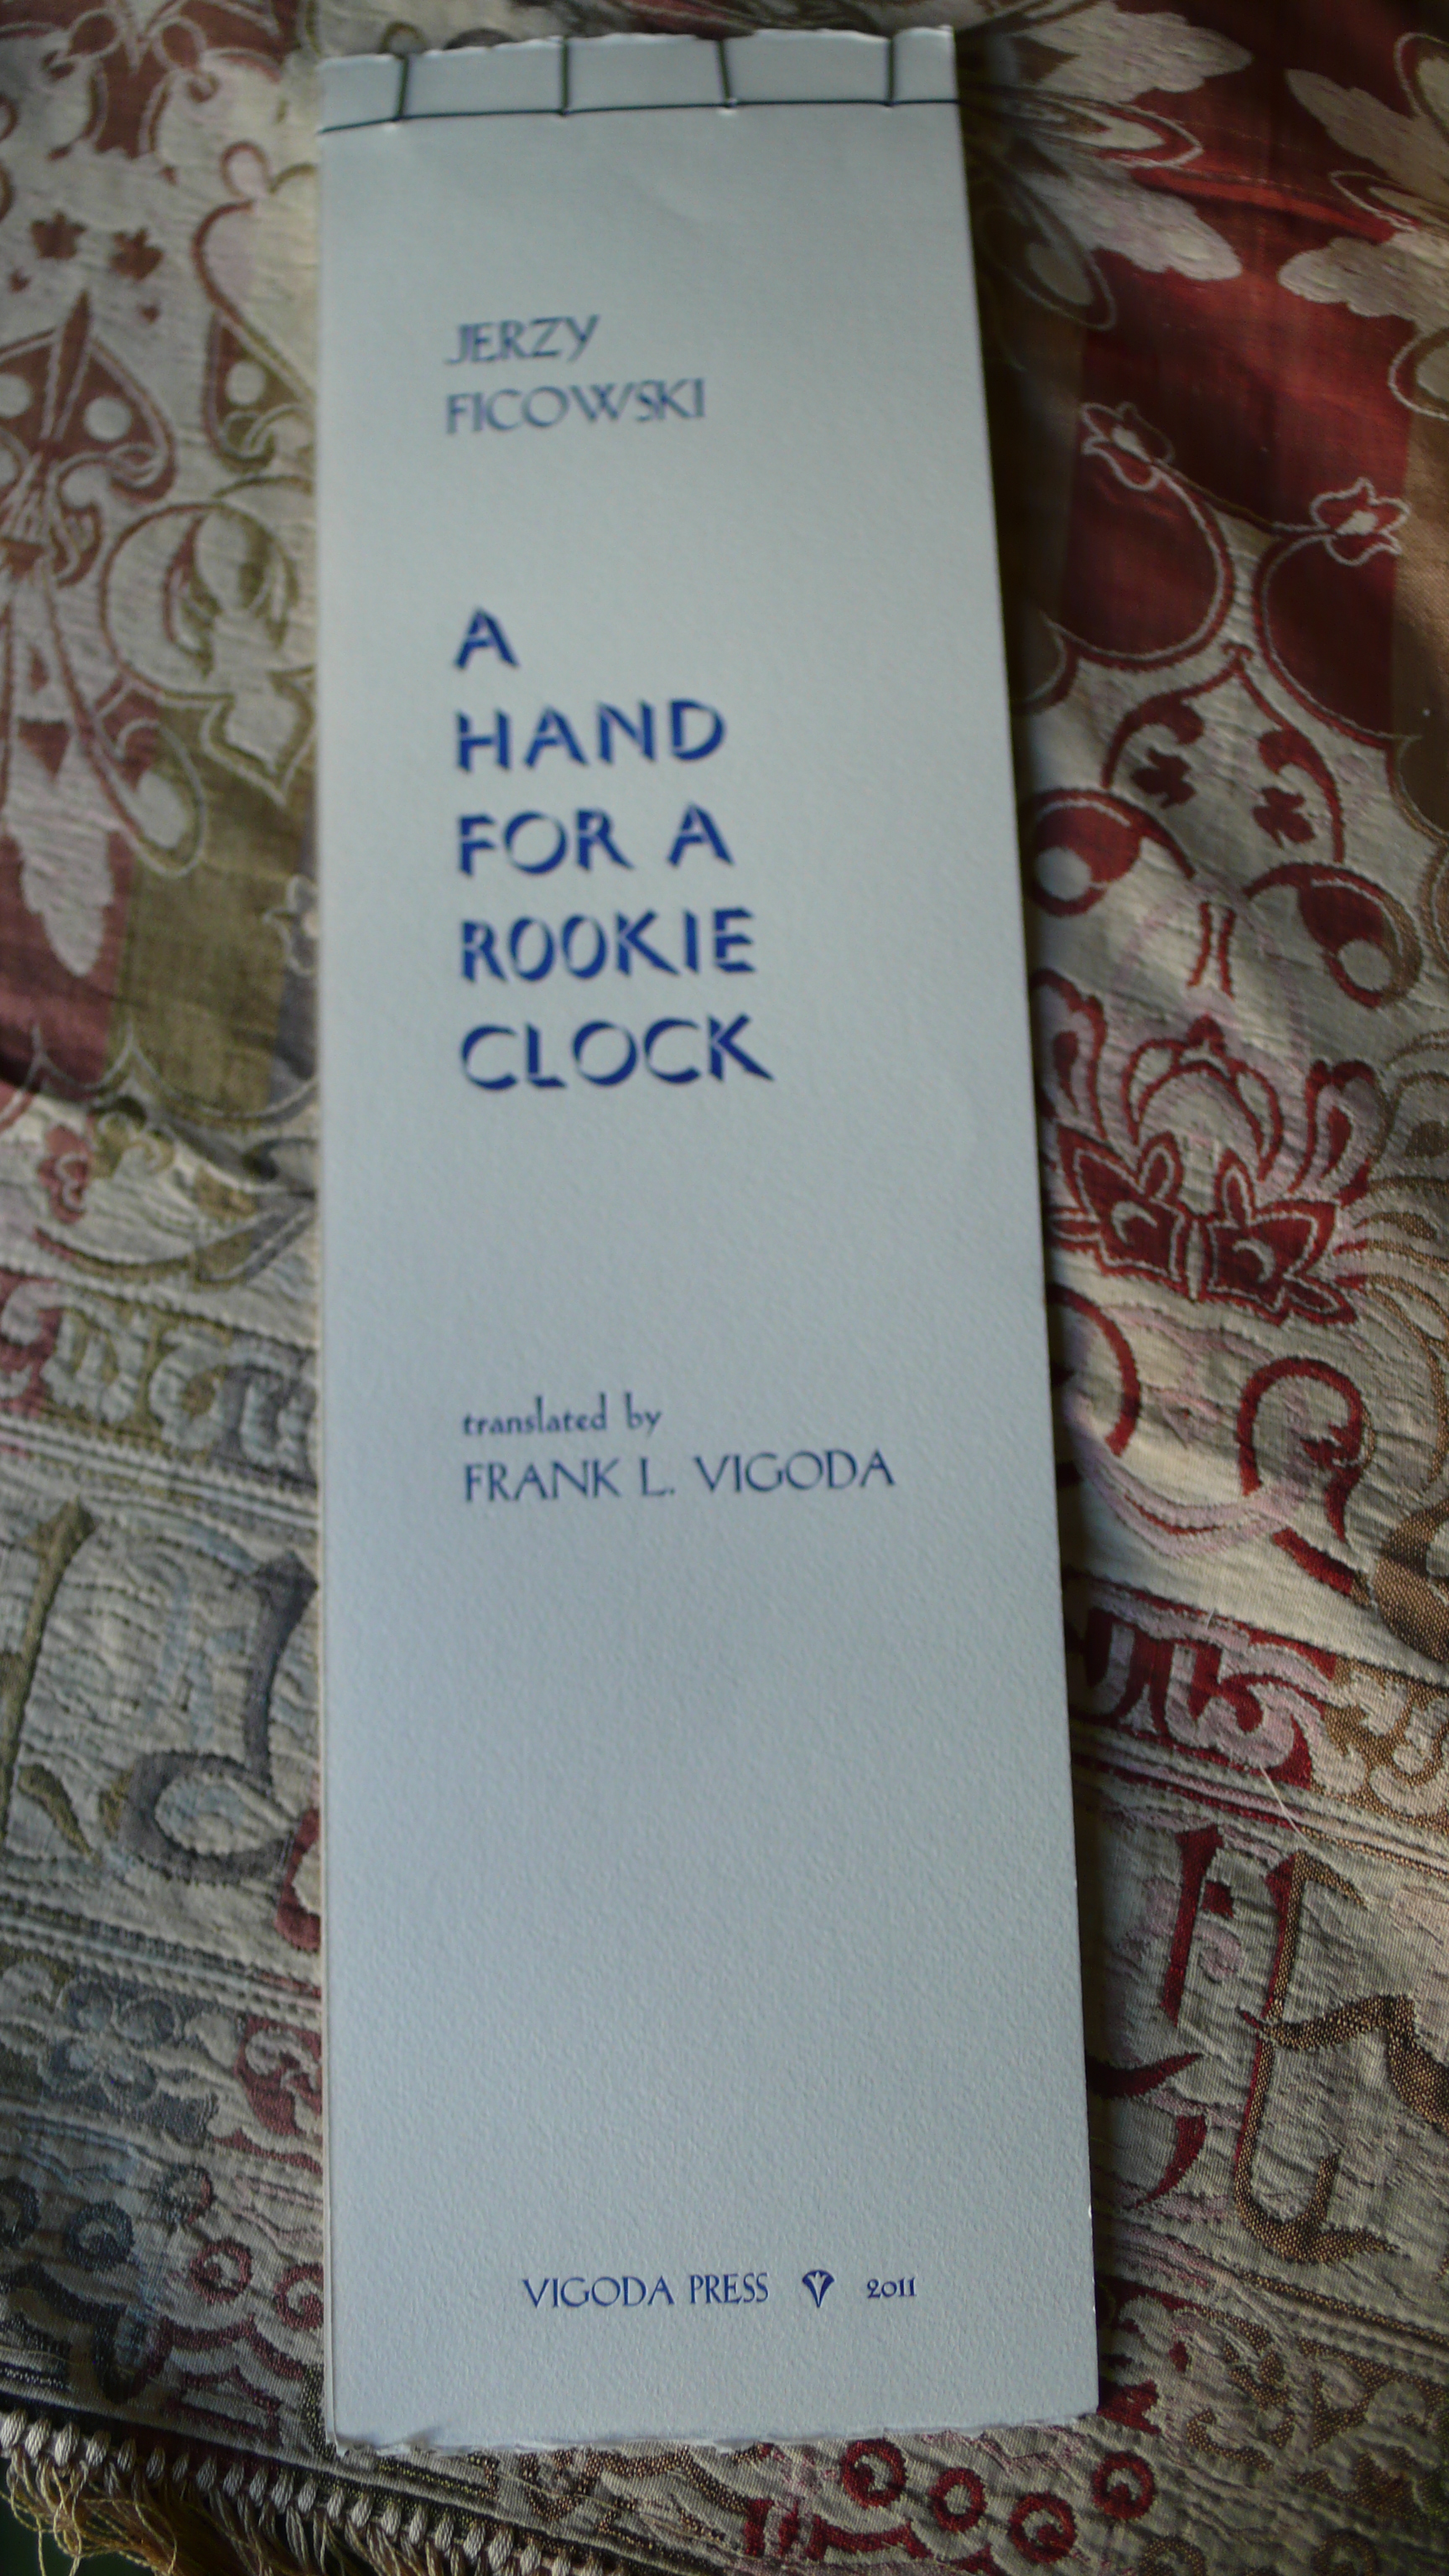 JERZY
FICOWSKI
A
HAND
FOR A
ROOKIE
CLOCK
translated by
FRANK L. VIGODA
VIGODA PRESS 2011